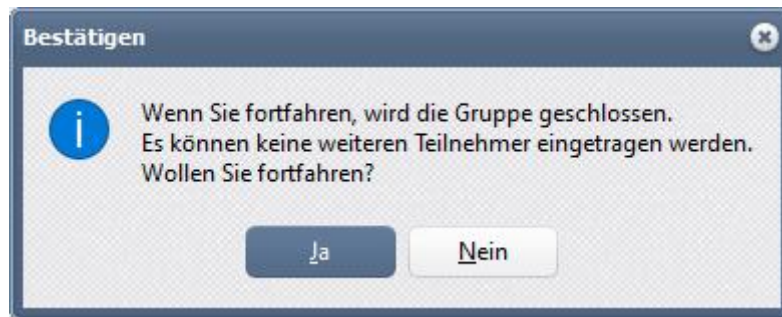 Bestätigen
Wenn Sie fortfahren, wird die Gruppe geschlossen.
Es können keine weiteren Teilnehmer eingetragen werden.
Wollen Sie fortfahren?
Ja
Nein